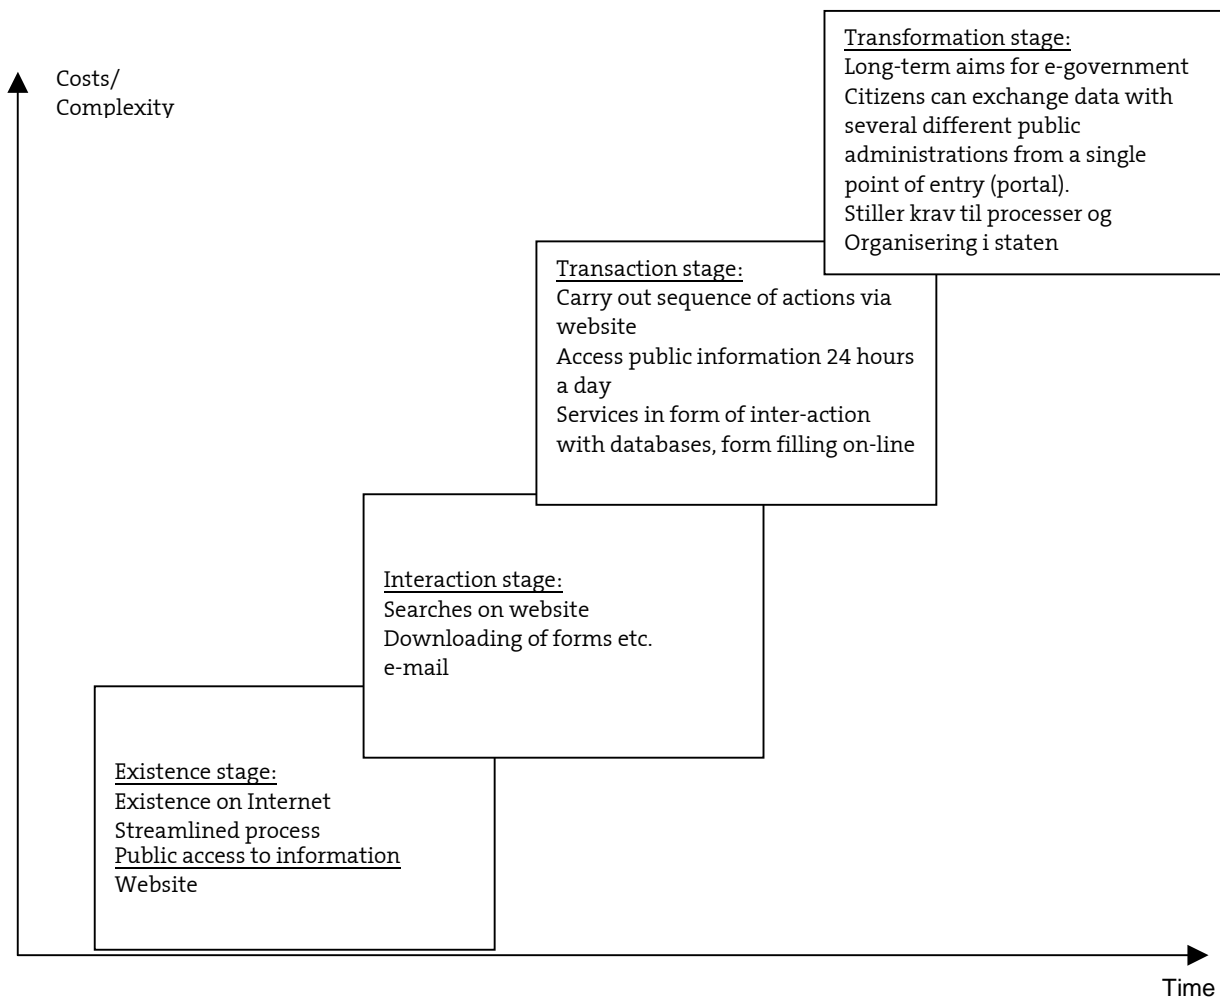 Costs/
Complexity
Transformation stage:
Long-term aims for e-government
Citizens can exchange data with
several different public
administrations from a single
point of entry (portal).
Stiller krav til processer og
Organisering i staten
Transaction stage:
Carry out sequence of actions via
website
Access public information 24 hours
a day
Services in form of inter-action
with databases, form filling on-line
Interaction stage:
Searches on website
Downloading of forms etc.
e-mail
Existence stage:
Existence on Internet
Streamlined process
Public access to information
Website
Time